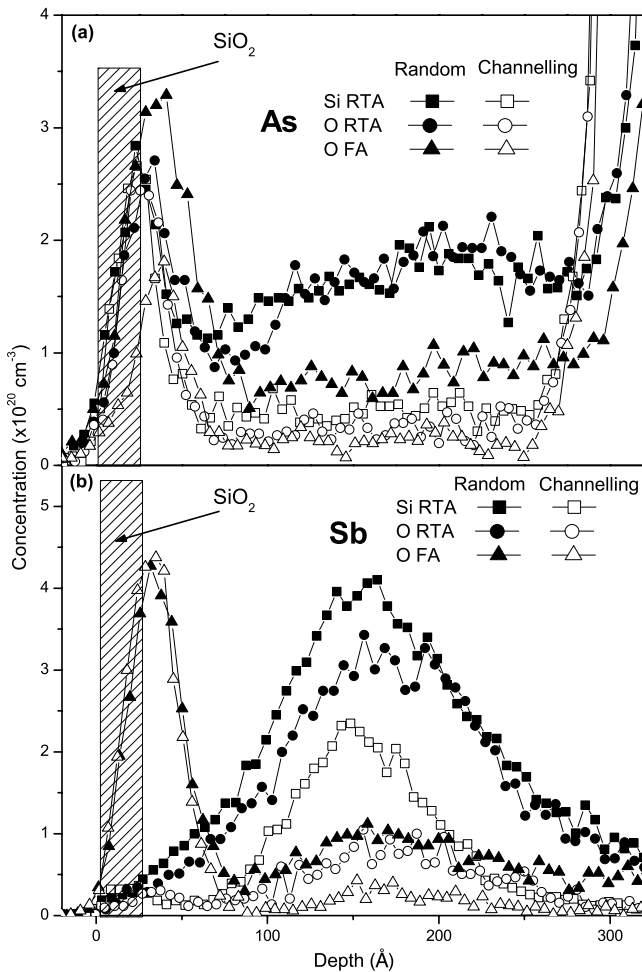 (a)
SiO2
Random Channelling
As
Si RTA
O RTA
O FA
4
3
2
1
0
Concentration (x10^20 cm^-3)
(b)
SiO2
Random Channelling
Sb
Si RTA
O RTA
O FA
5
4
3
2
1
0
0 100 200 300
Depth (Å)